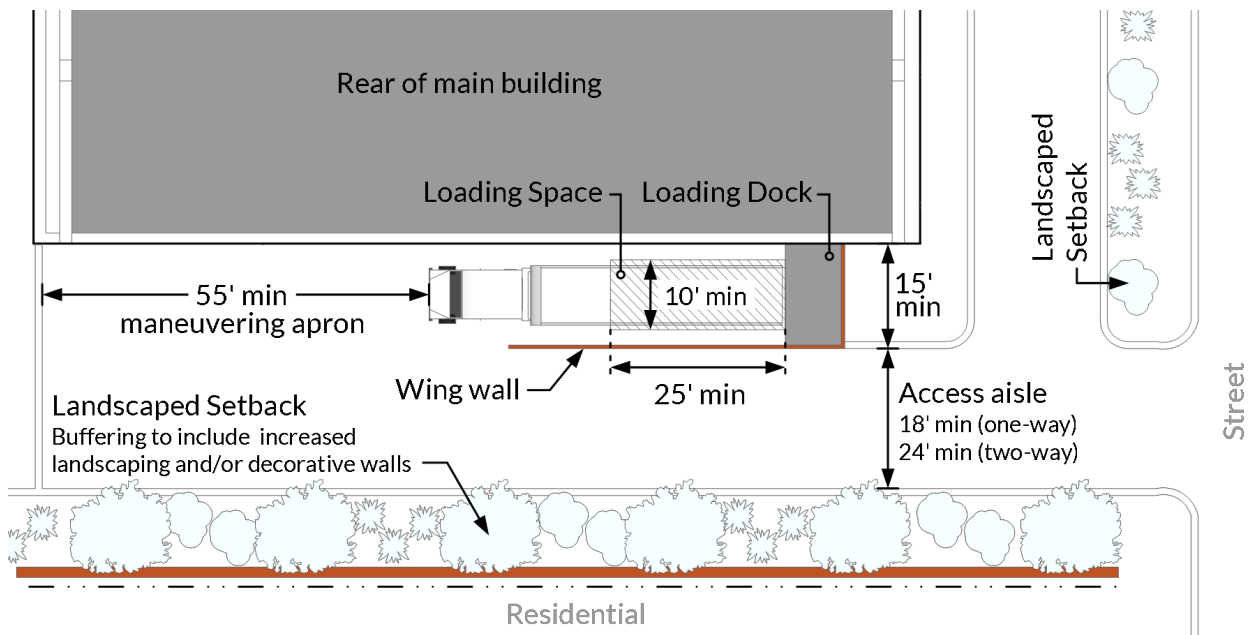 Rear of main building
Loading Space
Loading Dock
Landscaped
Setback
55' min
maneuvering apron
10' min
15'
min
Wing wall
25' min
Access aisle
18' min (one-way)
24' min (two-way)
Street
Landscaped Setback
Buffering to include increased
landscaping and/or decorative walls
Residential